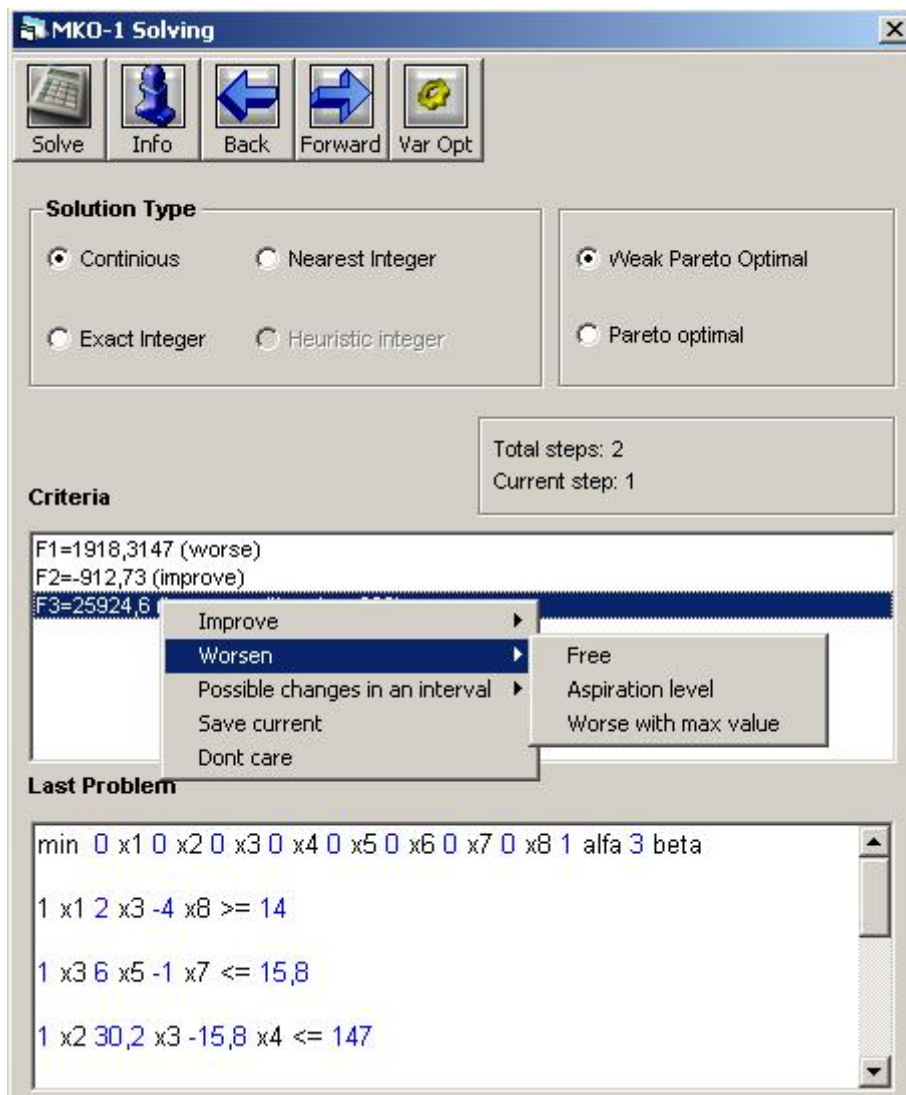 MKO-1 Solving
Solve Info Back Forward Var Opt
Solution Type
Continious Nearest Integer
Exact Integer Heuristic integer
Weak Pareto Optimal
Pareto optimal
Total steps: 2
Current step: 1
Criteria
F1=1918,3147 (worse)
F2=-912,73 (improve)
F3=25924,6
Improve
Worsen
Possible changes in an interval
Save current
Dont care
Free
Aspiration level
Worse with max value
Last Problem
min 0 x1 0 x2 0 x3 0 x4 0 x5 0 x6 0 x7 0 x8 1 alfa 3 beta
1 x1 2 x3 -4 x8 >= 14
1 x3 6 x5 -1 x7 <= 15,8
1 x2 30,2 x3 -15,8 x4 <= 147